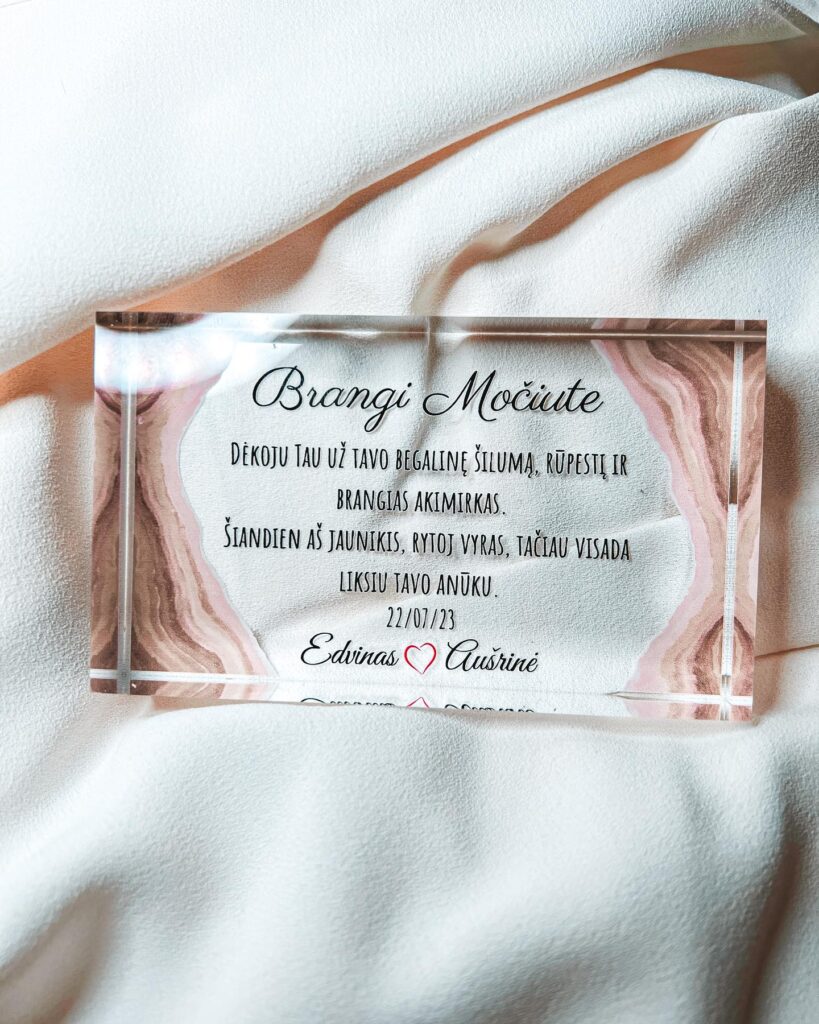 Brangi Močiute
Dėkoju Tau už tavo begalinę šilumą, rūpestį ir
brangias akimirkas.
Šiandien aš jaunikis, rytoj vyras, tačiau visada
liksiu tavo anūku.
22/07/23
Edvinas Aušrinė